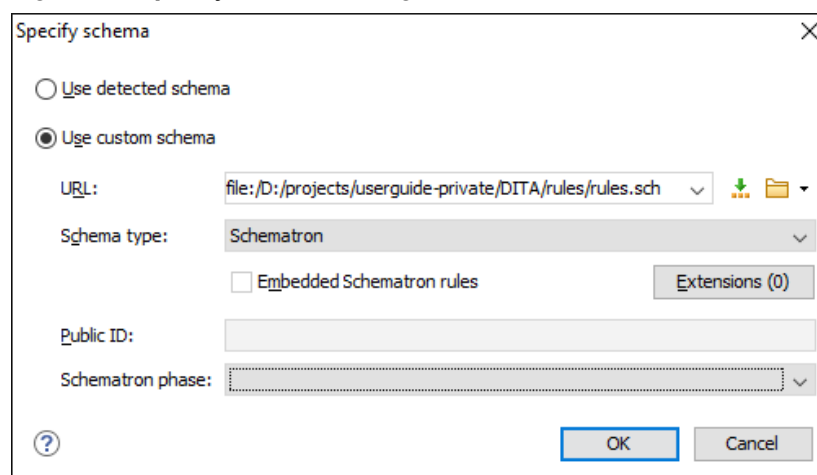 Specify schema
Use detected schema
Use custom schema
URL: file:/D:/projects/userguide-private/DITA/rules/rules.sch
Schema type: Schematron
Embedded Schematron rules Extensions (0)
Public ID:
Schematron phase:
OK Cancel